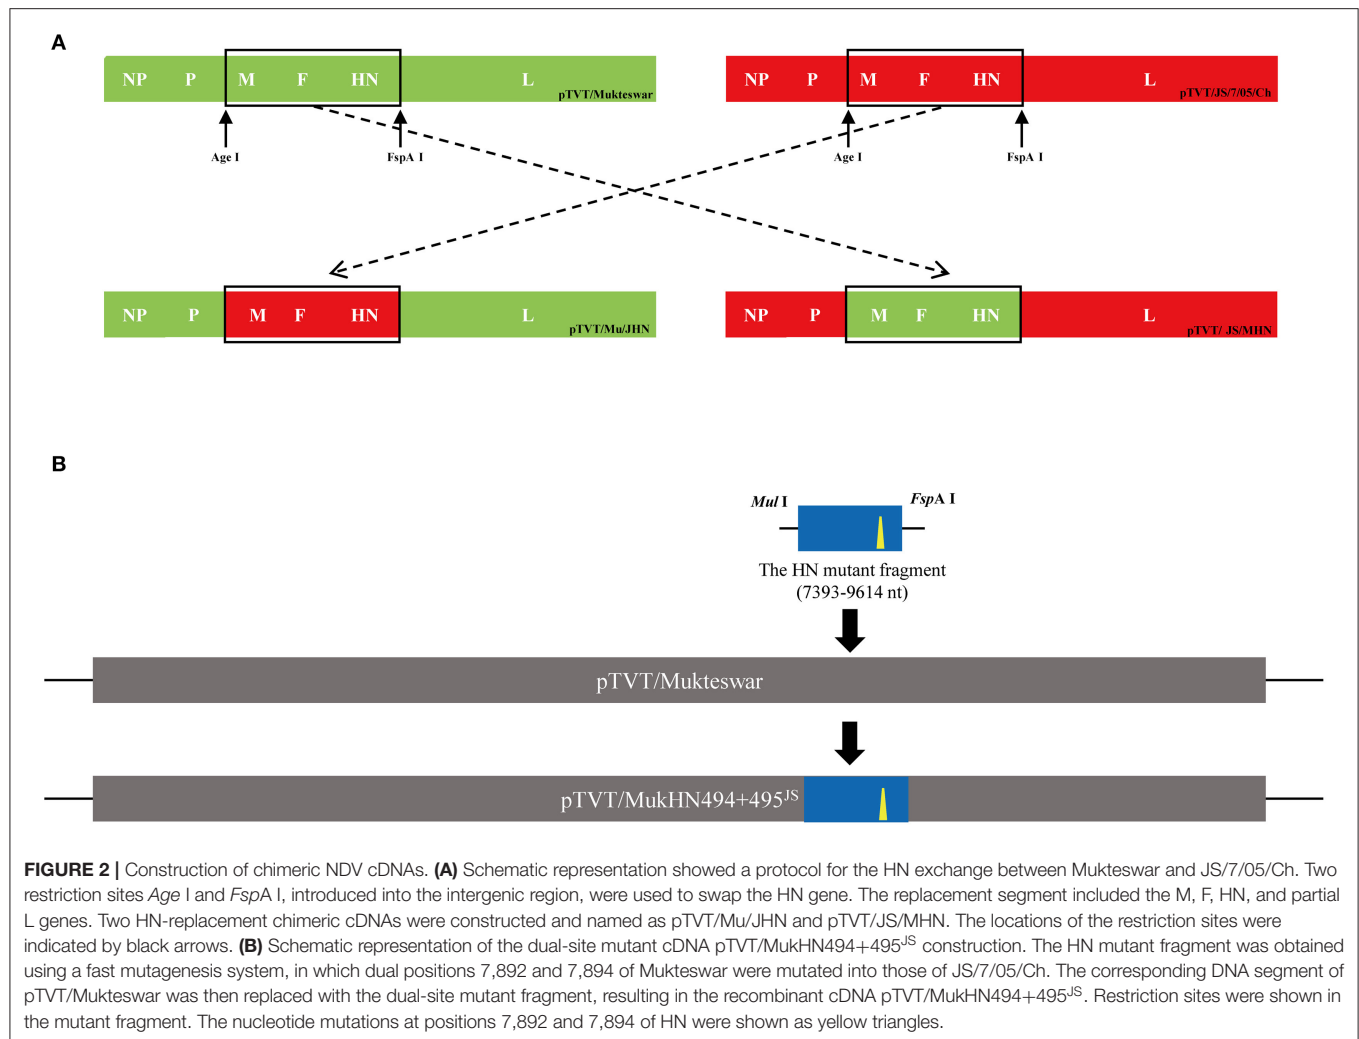 A
NP P M F HN L
pTVT/Mukteswar
NP P M F HN L
pTVT/JS/7/05/Ch
Age I
FspA I
Age I
FspA I
NP P M F HN L
pTVT/Mu/JHN
NP P M F HN L
pTVT/ JS/MHN
B
Mul I
FspA I
The HN mutant fragment
(7393-9614 nt)
pTVT/Mukteswar
pTVT/MukHN494+495JS
FIGURE 2 | Construction of chimeric NDV cDNAs. (A) Schematic representation showed a protocol for the HN exchange between Mukteswar and JS/7/05/Ch. Two
restriction sites Age I and FspA I, introduced into the intergenic region, were used to swap the HN gene. The replacement segment included the M, F, HN, and partial
L genes. Two HN-replacement chimeric cDNAs were constructed and named as pTVT/Mu/JHN and pTVT/JS/MHN. The locations of the restriction sites were
indicated by black arrows. (B) Schematic representation of the dual-site mutant cDNA pTVT/MukHN494+495JS construction. The HN mutant fragment was obtained
using a fast mutagenesis system, in which dual positions 7,892 and 7,894 of Mukteswar were mutated into those of JS/7/05/Ch. The corresponding DNA segment of
pTVT/Mukteswar was then replaced with the dual-site mutant fragment, resulting in the recombinant cDNA pTVT/MukHN494+495JS. Restriction sites were shown in
the mutant fragment. The nucleotide mutations at positions 7,892 and 7,894 of HN were shown as yellow triangles.